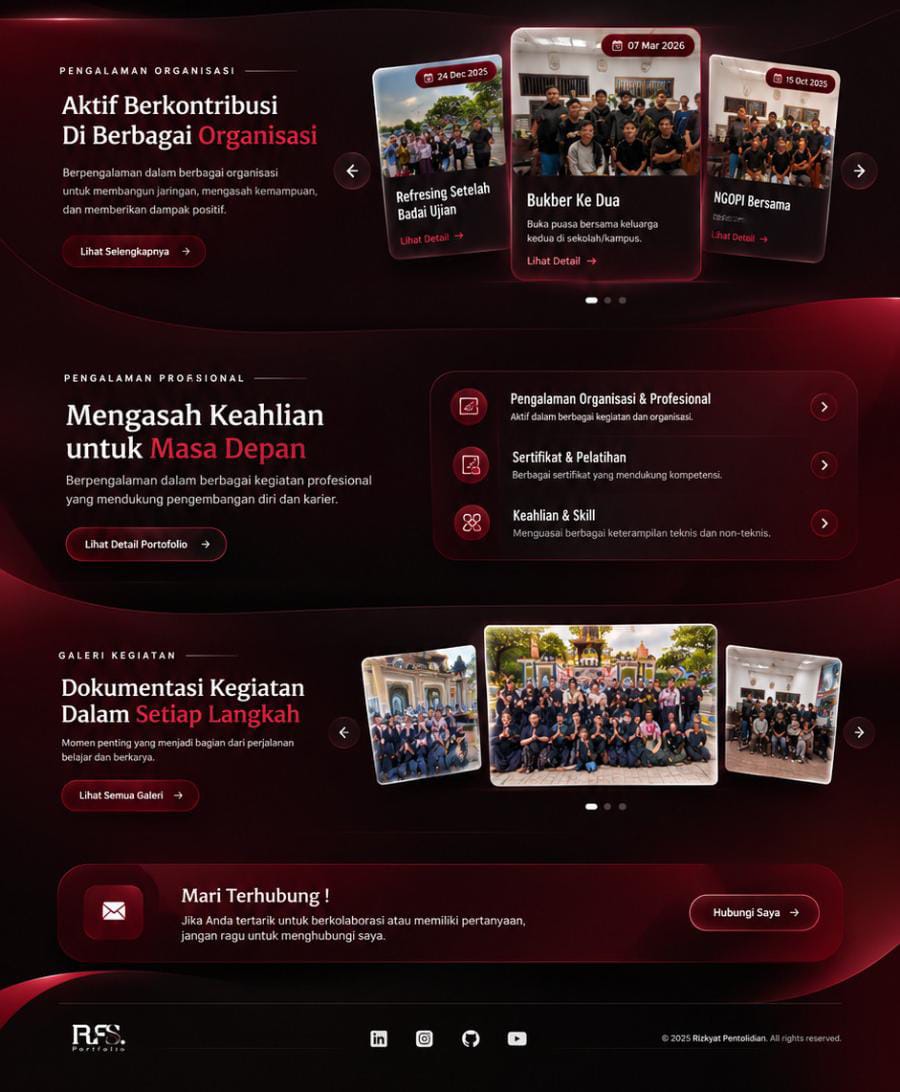 PENGALAMAN ORGANISASI
Aktif Berkontribusi
Di Berbagai Organisasi
Berpengalaman dalam berbagai organisasi
untuk membangun jaringan, mengasah kemampuan,
dan memberikan dampak positif.
Lihat Selengkapnya →
24 Dec 2025
Refresing Setelah
Badai Ujian
Lihat Detail →
07 Mar 2026
Bukber Ke Dua
Buka puasa bersama keluarga
kedua di sekolah/kampus.
Lihat Detail →
15 Oct 2025
NGOPI Bersama
Lihat Detail →
PENGALAMAN PROFESIONAL
Mengasah Keahlian
untuk Masa Depan
Berpengalaman dalam berbagai kegiatan profesional
yang mendukung pengembangan diri dan karier.
Lihat Detail Portofolio →
Pengalaman Organisasi & Profesional
Aktif dalam berbagai kegiatan dan organisasi.
Sertifikat & Pelatihan
Berbagai sertifikat yang mendukung kompetensi.
Keahlian & Skill
Menguasai berbagai keterampilan teknis dan non-teknis.
GALERI KEGIATAN
Dokumentasi Kegiatan
Dalam Setiap Langkah
Momen penting yang menjadi bagian dari perjalanan
belajar dan berkarya.
Lihat Semua Galeri →
Mari Terhubung !
Jika Anda tertarik untuk berkolaborasi atau memiliki pertanyaan,
jangan ragu untuk menghubungi saya.
Hubungi Saya →
RFS.
Portfolio
in
© 2025 Rizkyat Pentolidian. All rights reserved.